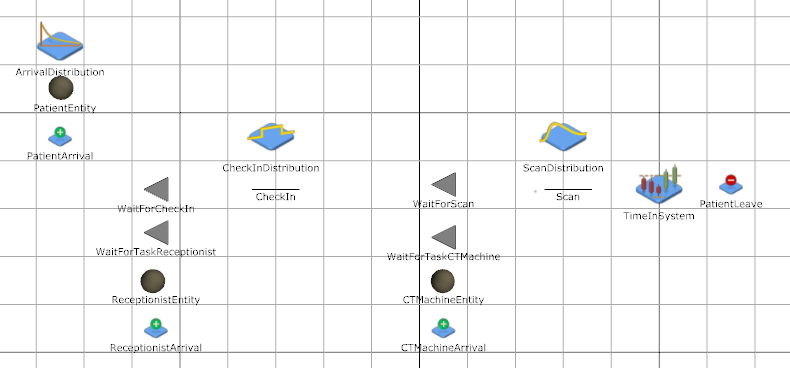 ArrivalDistribution
PatientEntity
PatientArrival
CheckInDistribution
ScanDistribution
WaitForCheckIn
CheckIn
WaitForScan
Scan
TimeInSystem
PatientLeave
WaitForTaskReceptionist
WaitForTaskCTMachine
ReceptionistEntity
CTMachineEntity
ReceptionistArrival
CTMachineArrival